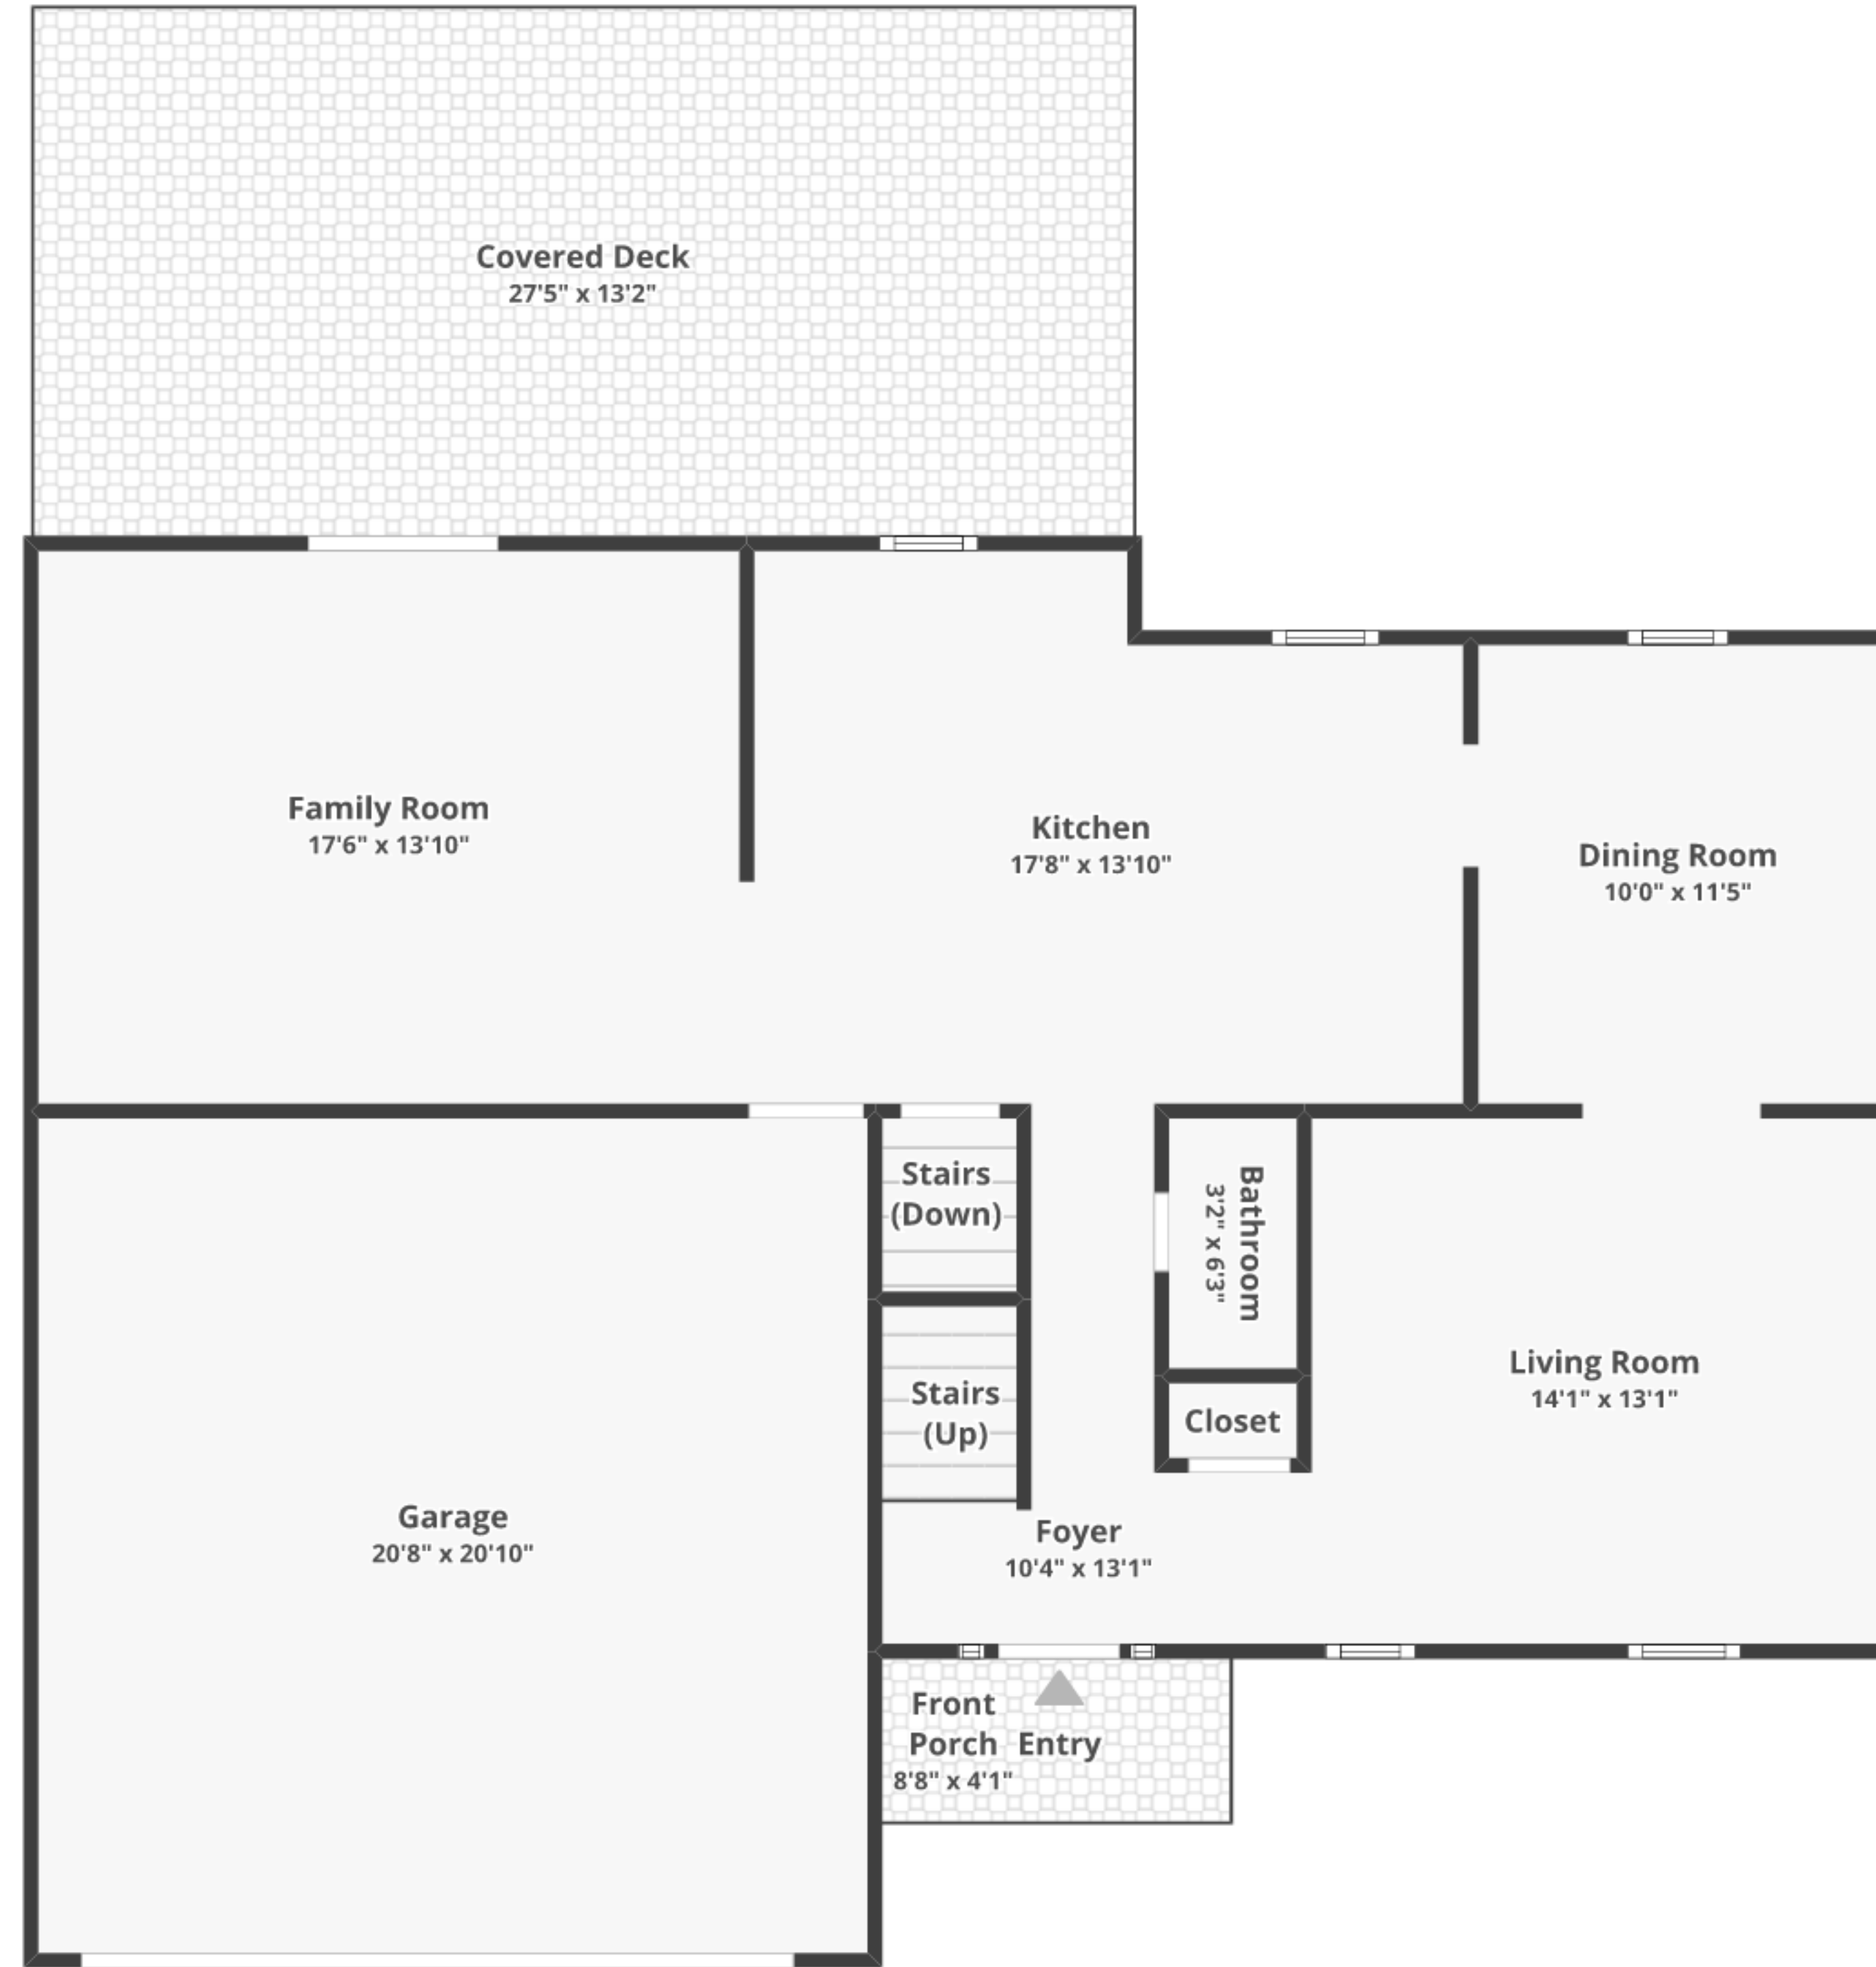 Covered Deck
27'5" x 13'2"
Family Room
17'6" x 13'10"
Kitchen
17'8" x 13'10"
Dining Room
10'0" x 11'5"
Stairs
(Down)
Bathroom
3'2" x 6'3"
Living Room
14'1" x 13'1"
Stairs
(Up)
Closet
Garage
20'8" x 20'10"
Foyer
10'4" x 13'1"
Front
Porch
8'8" x 4'1"
Entry